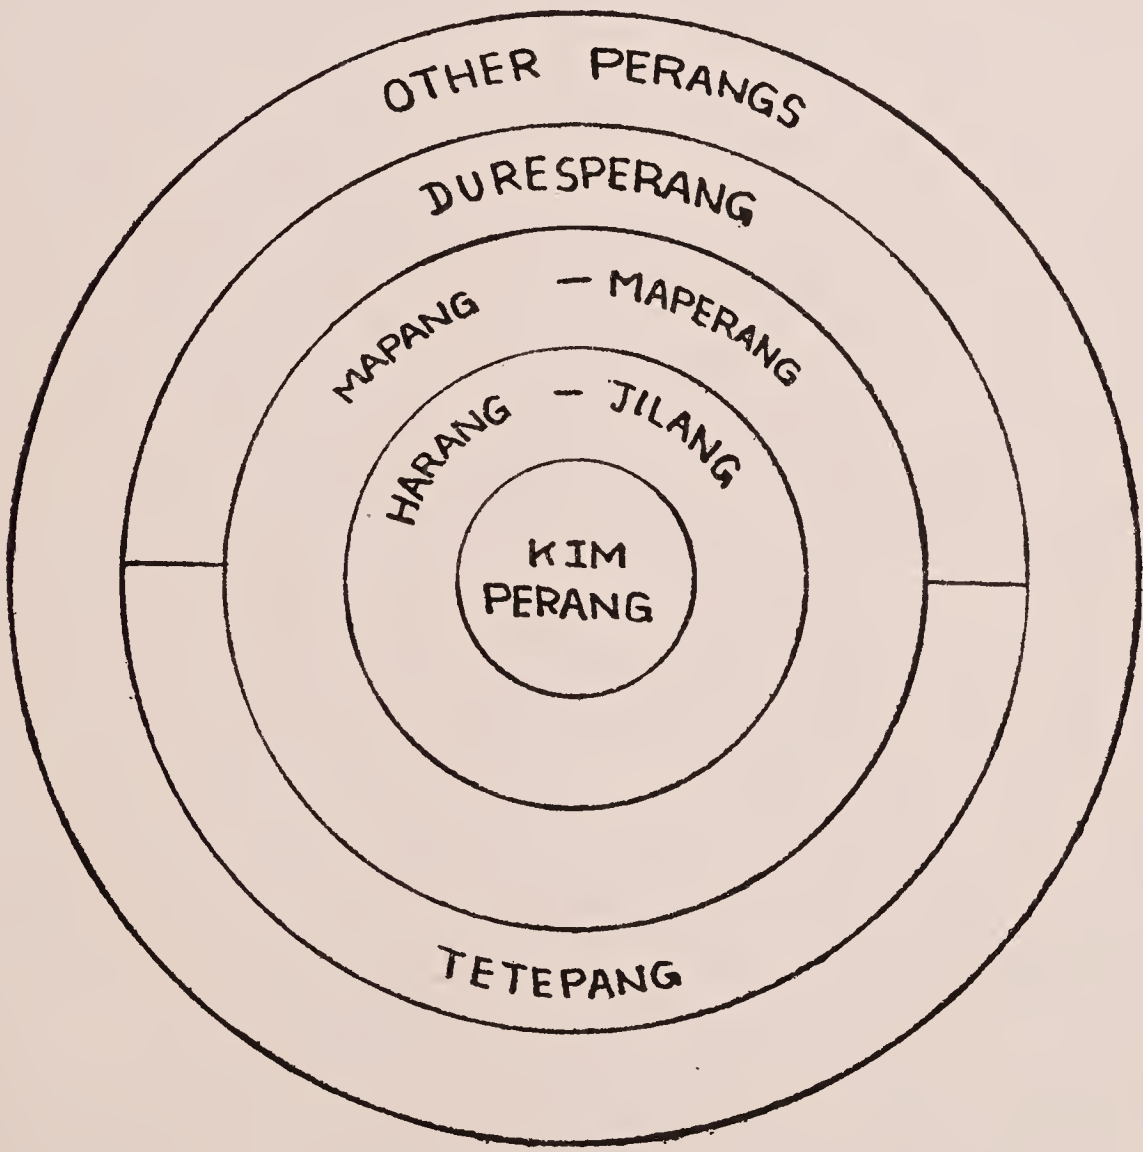 OTHER PERANGS
DURESPERANG
MAPANG — MAPERANG
HARANG — JILANG
KIM
PERANG
TETEPANG